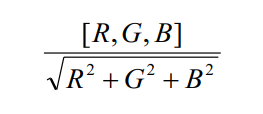 [R, G, B]
√R² + G² + B²